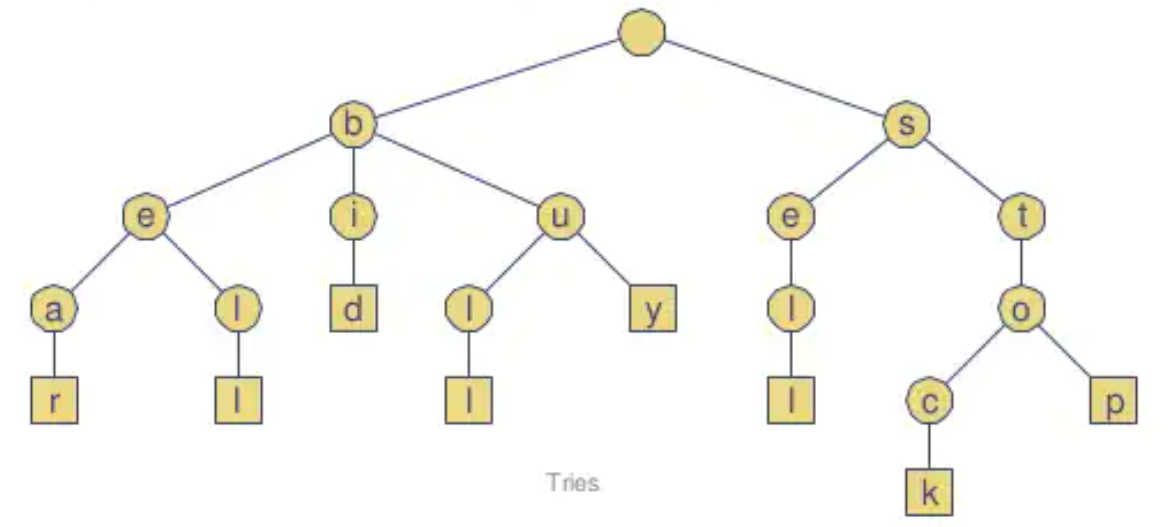 b s
e i u e t
a l d l y l o
r l l l c p
Tries
k